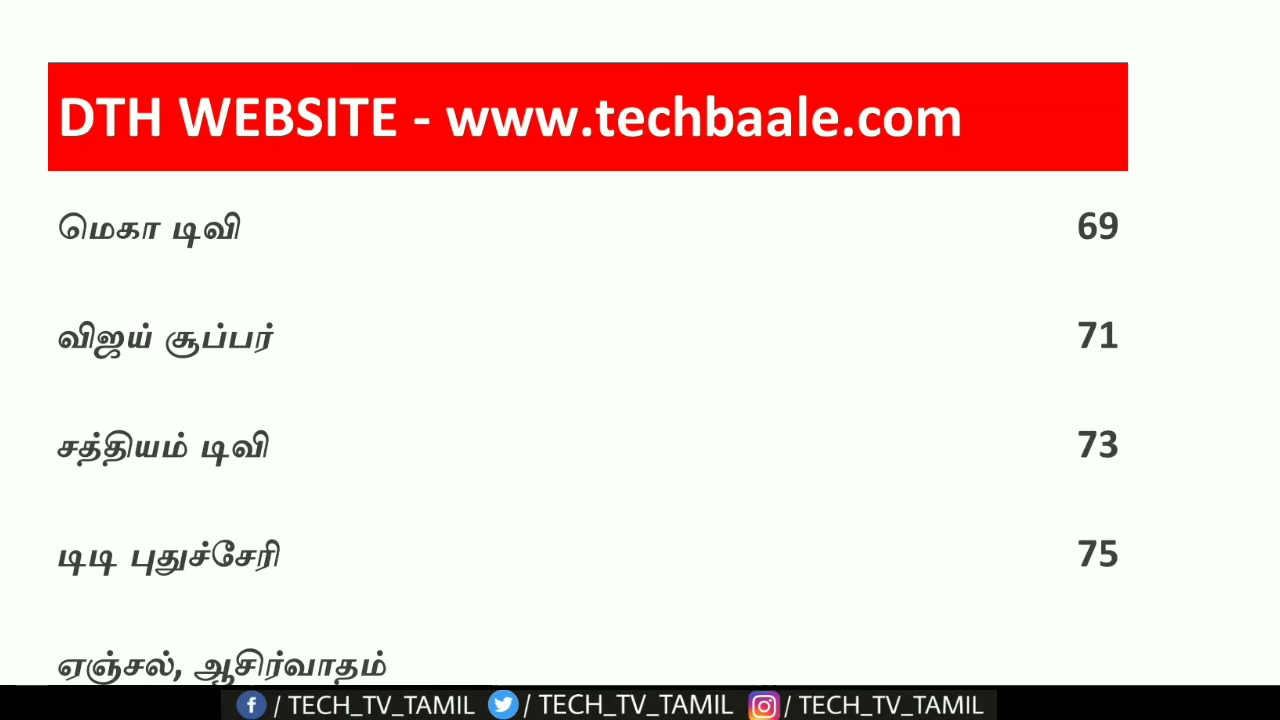 DTH WEBSITE - www.techbaale.com
மெகா டிவி 69
விஜய் சூப்பர் 71
சத்தியம் டிவி 73
டிடி புதுச்சேரி 75
ஏஞ்சல், ஆசிர்வாதம்
/ TECH_TV_TAMIL / TECH_TV_TAMIL / TECH_TV_TAMIL